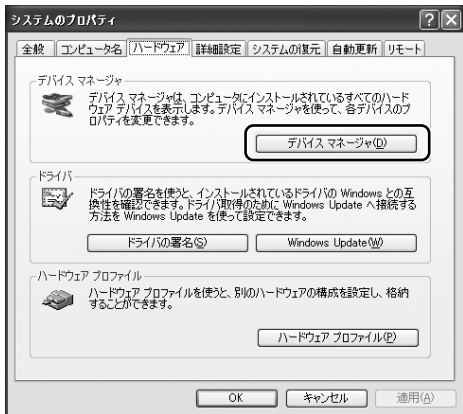 システムのプロパティ
全般 コンピュータ名 ハードウェア 詳細設定 システムの復元 自動更新 リモート
デバイス マネージャ
デバイス マネージャは、コンピュータにインストールされているすべてのハード
ウェア デバイスを表示します。デバイス マネージャを使って、各デバイスのプ
ロパティを変更できます。
デバイス マネージャ(D)
ドライバ
ドライバの署名を使うと、インストールされているドライバの Windows との互
換性を確認できます。ドライバ取得のために Windows Update へ接続する
方法を Windows Update を使って設定できます。
ドライバの署名(S) Windows Update(W)
ハードウェア プロファイル
ハードウェア プロファイルを使うと、別のハードウェアの構成を設定し、格納
することができます。
ハードウェア プロファイル(P)
OK キャンセル 適用(A)